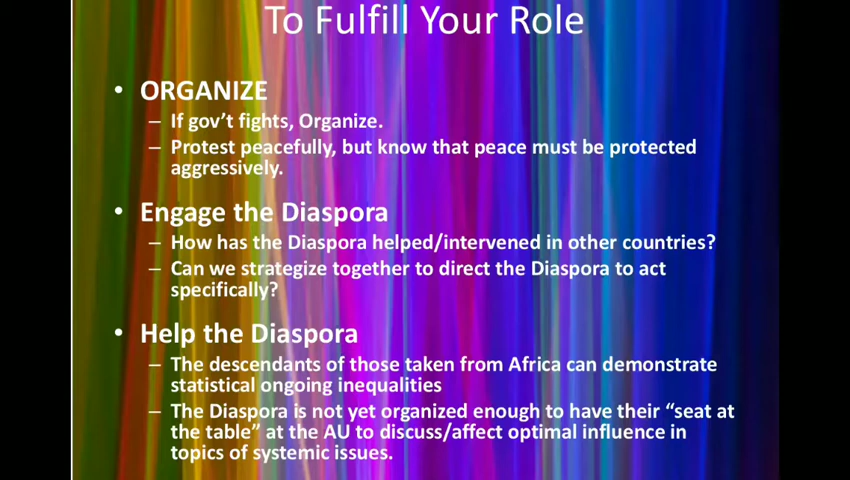 To Fulfill Your Role
• ORGANIZE
– If gov't fights, Organize.
– Protest peacefully, but know that peace must be protected
aggressively.
• Engage the Diaspora
– How has the Diaspora helped/intervened in other countries?
– Can we strategize together to direct the Diaspora to act
specifically?
• Help the Diaspora
– The descendants of those taken from Africa can demonstrate
statistical ongoing inequalities
– The Diaspora is not yet organized enough to have their “seat at
the table” at the AU to discuss/affect optimal influence in
topics of systemic issues.